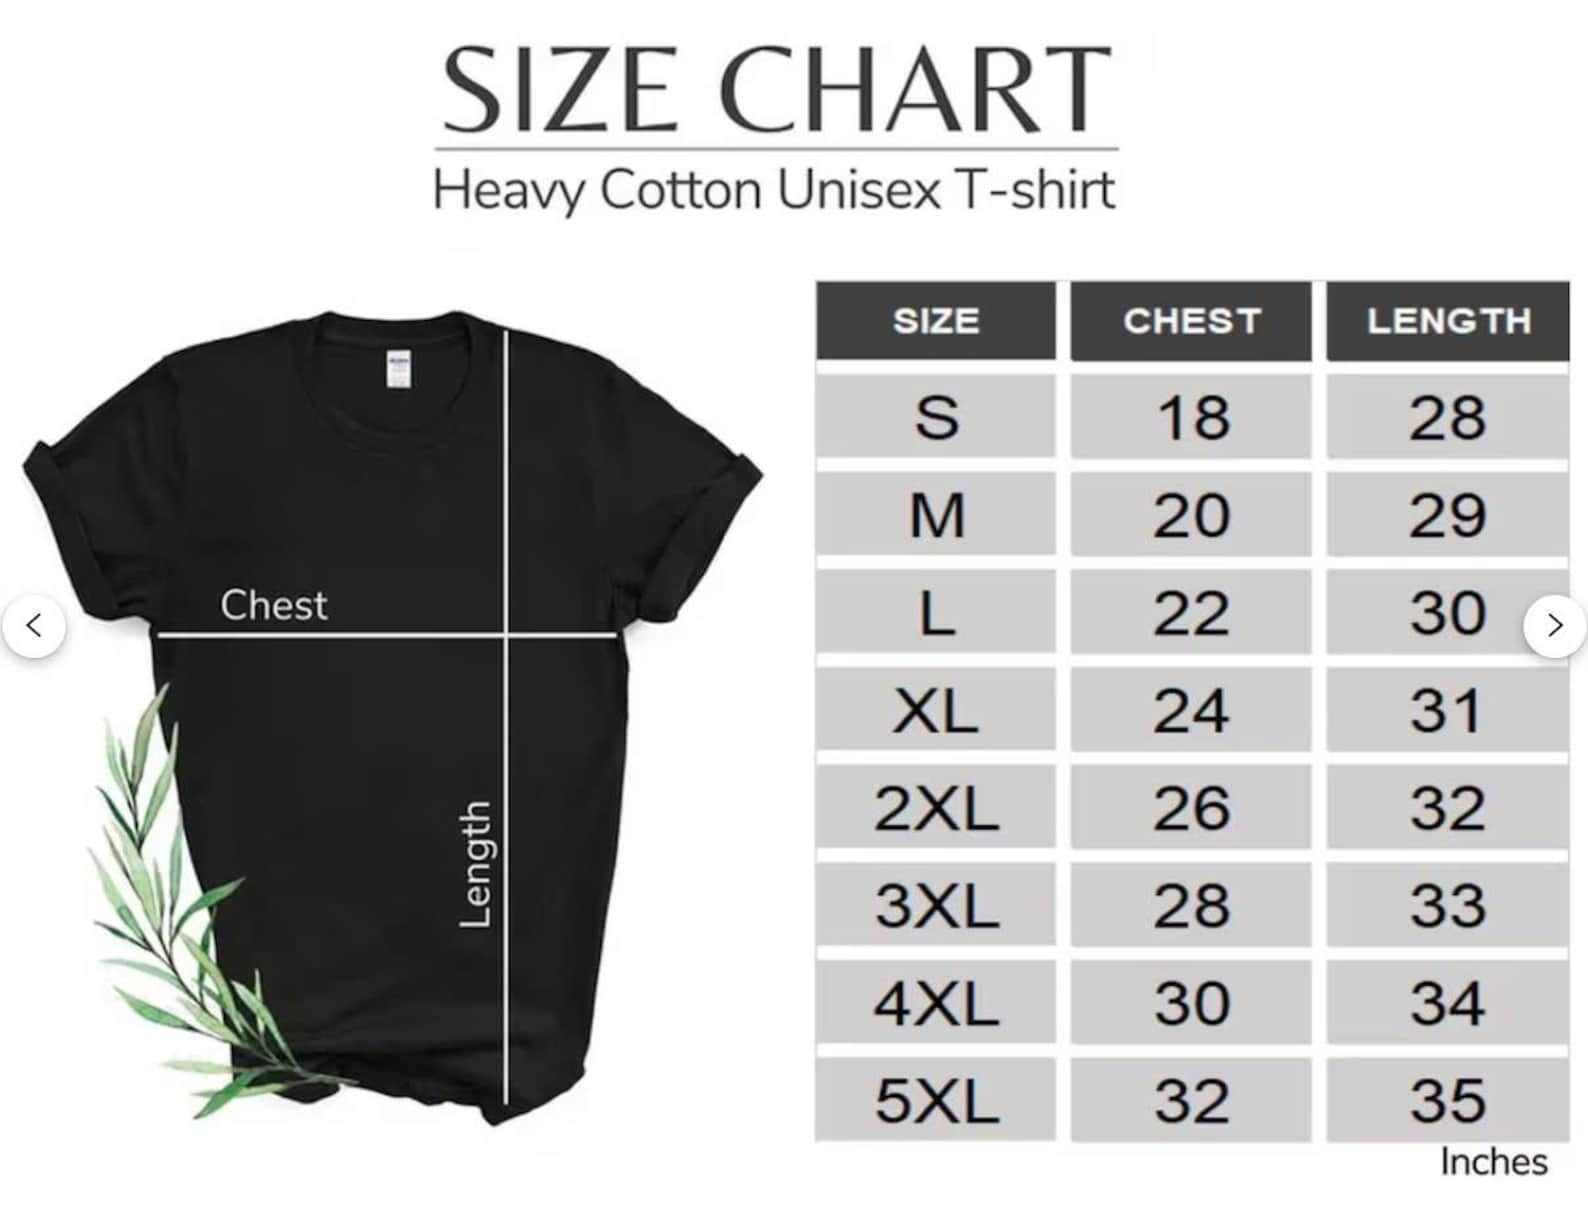 SIZE CHART
Heavy Cotton Unisex T-shirt
Chest
Length
SIZE CHEST LENGTH
S 18 28
M 20 29
L 22 30
XL 24 31
2XL 26 32
3XL 28 33
4XL 30 34
5XL 32 35
Inches